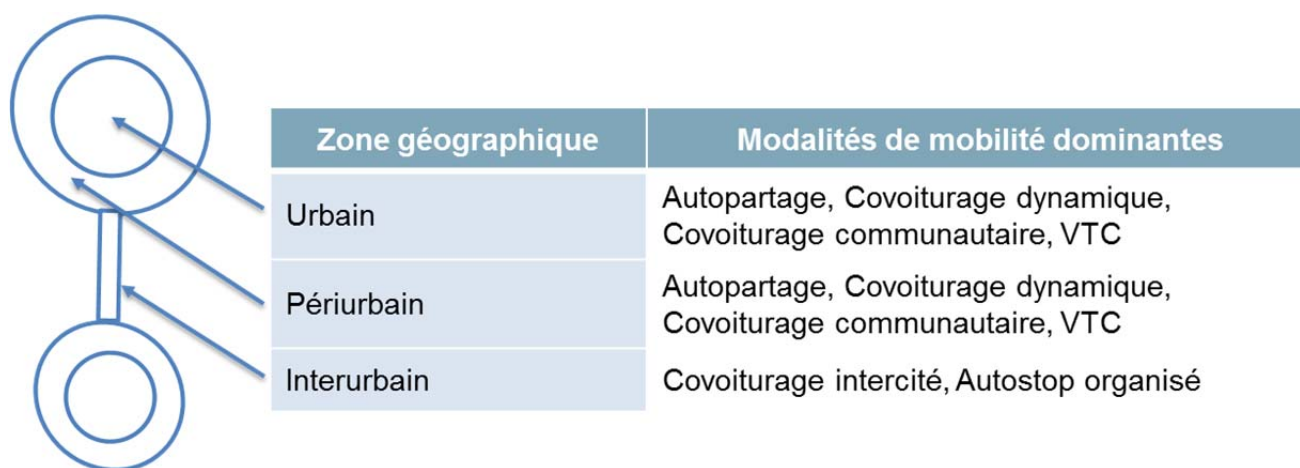 Zone géographique
Modalités de mobilité dominantes
Urbain
Autopartage, Covoiturage dynamique,
Covoiturage communautaire, VTC
Périurbain
Autopartage, Covoiturage dynamique,
Covoiturage communautaire, VTC
Interurbain
Covoiturage intercité, Autostop organisé